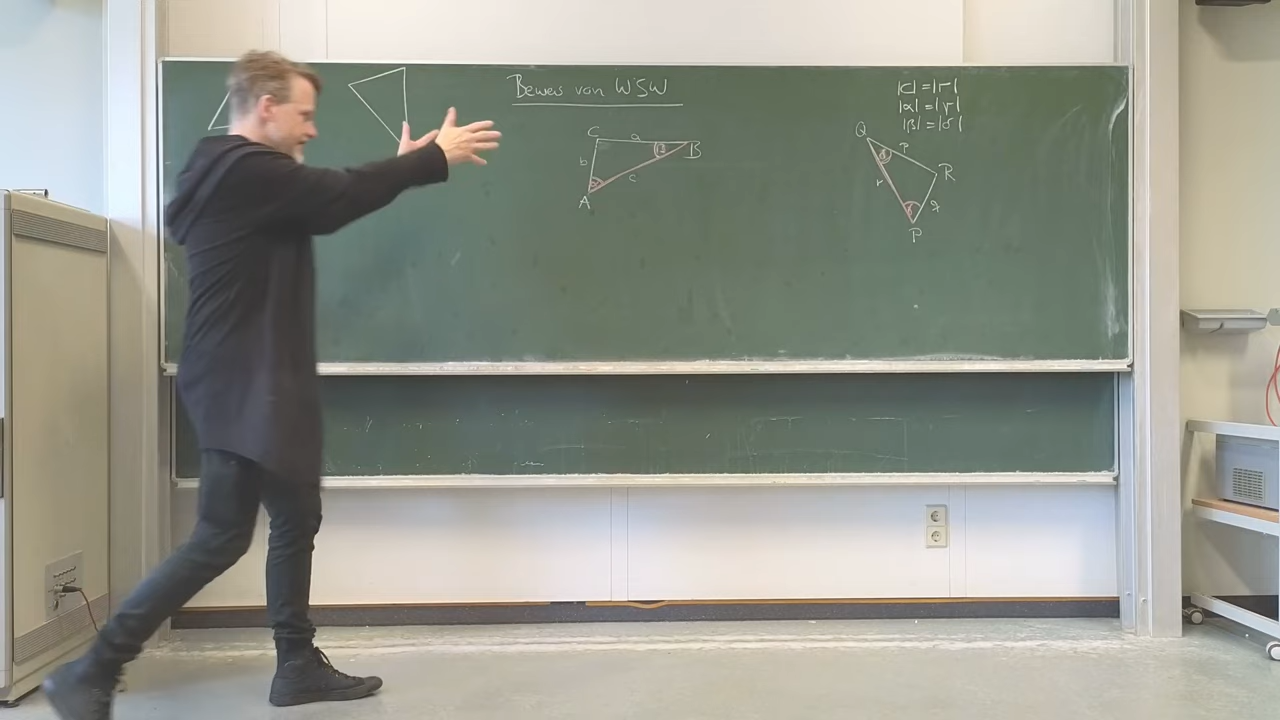 Beweis von WSW
|c| = |r|
|α| = |γ|
|β| = |δ|
C a B
b c
A
β
α
Q p R
r q
P
δ
γ